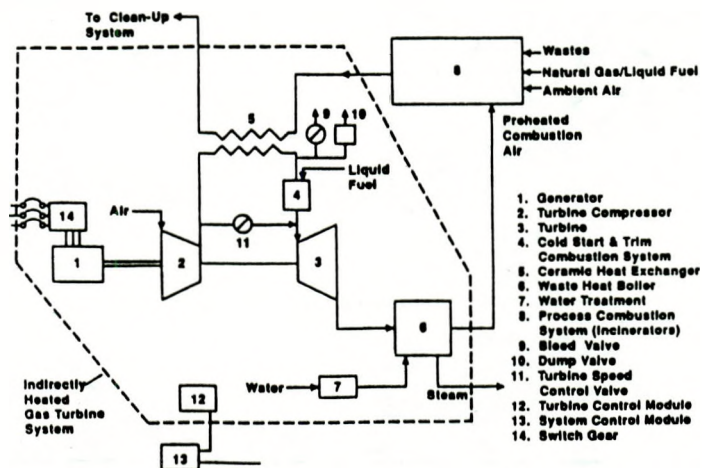 To Clean-Up
System
Wastes
Natural Gas/Liquid Fuel
Ambient Air
8
Preheated
Combustion
Air
5
9
10
Liquid
Fuel
4
Air
14
11
1
2
3
6
Water
7
Steam
Indirectly
Heated
Gas Turbine
System
12
13
1. Generator
2. Turbine Compressor
3. Turbine
4. Cold Start & Trim
Combustion System
5. Ceramic Heat Exchanger
6. Waste Heat Boiler
7. Water Treatment
8. Process Combustion
System (Incinerators)
9. Bleed Valve
10. Dump Valve
11. Turbine Speed
Control Valve
12. Turbine Control Module
13. System Control Module
14. Switch Gear